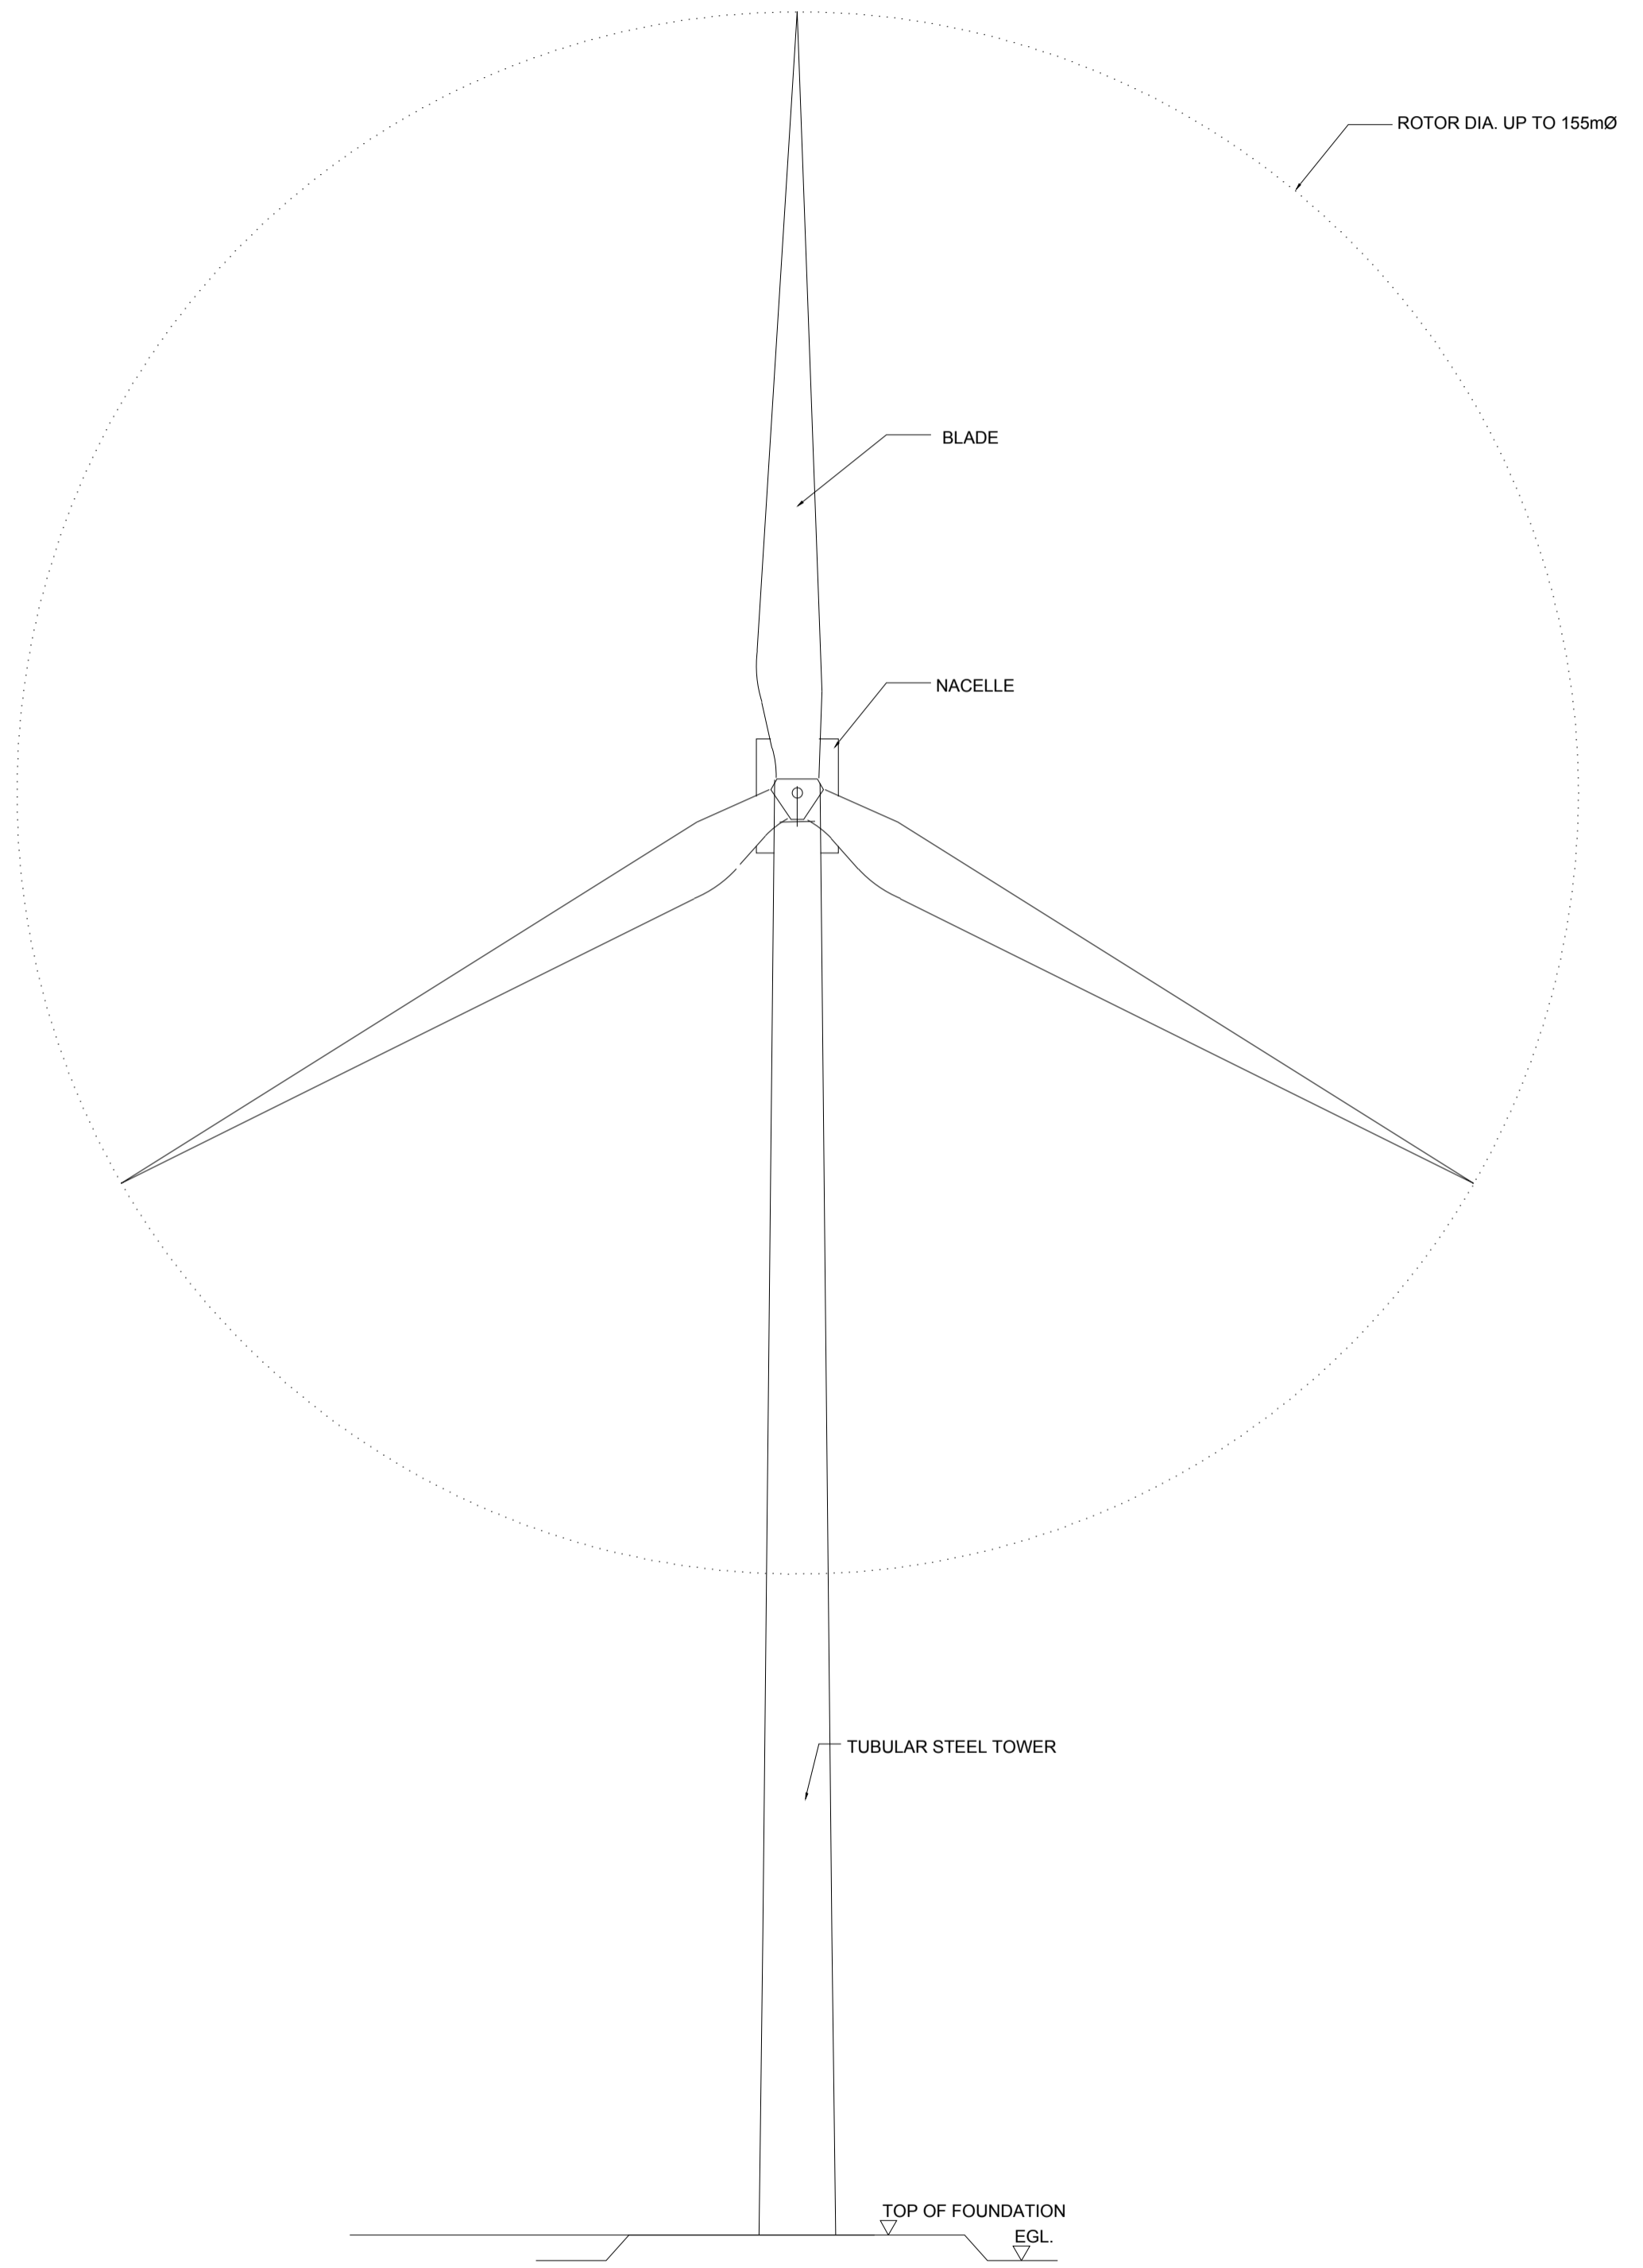 ROTOR DIA. UP TO 155mØ
BLADE
NACELLE
TUBULAR STEEL TOWER
TOP OF FOUNDATION
EGL.